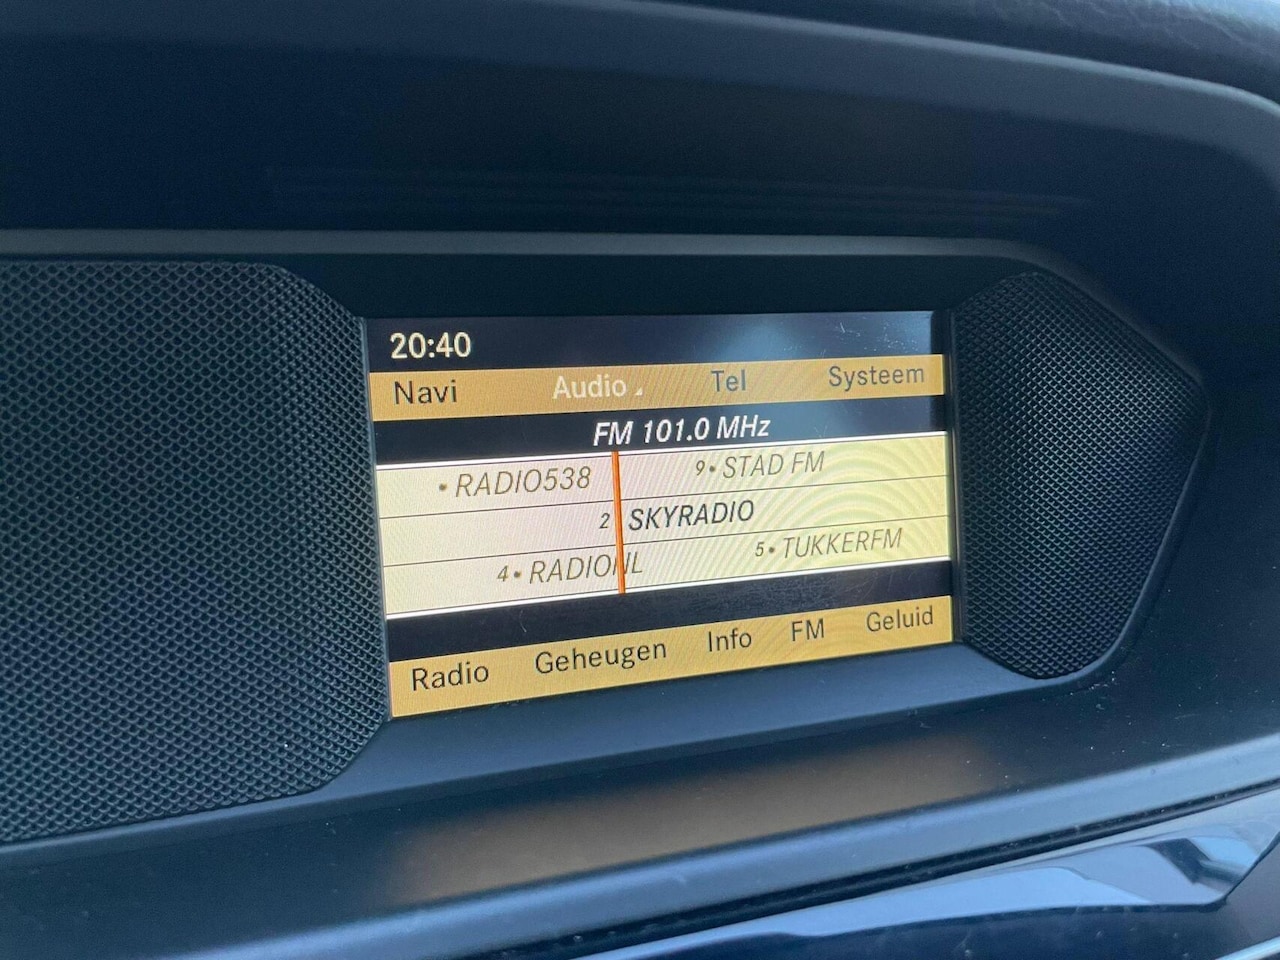 20:40
Navi Audio Tel Systeem
FM 101.0 MHz
• RADIO538 9• STAD FM
2 SKYRADIO
4• RADIONL 5• TUKKERFM
Radio Geheugen Info FM Geluid